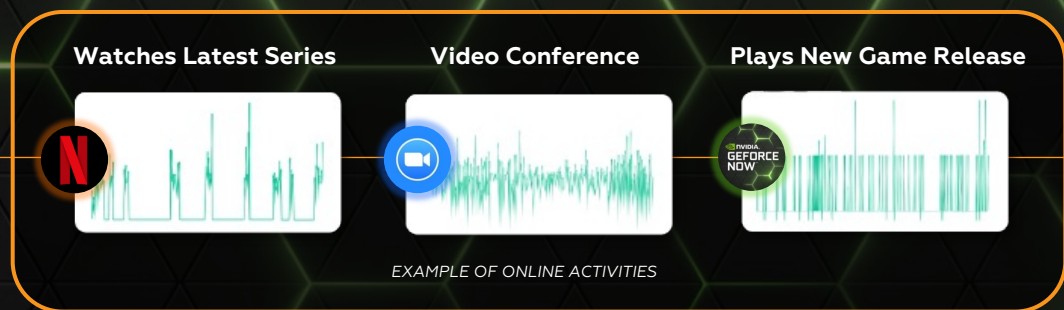 Watches Latest Series
Video Conference
Plays New Game Release
N
NVIDIA.
GEFORCE
NOW
EXAMPLE OF ONLINE ACTIVITIES